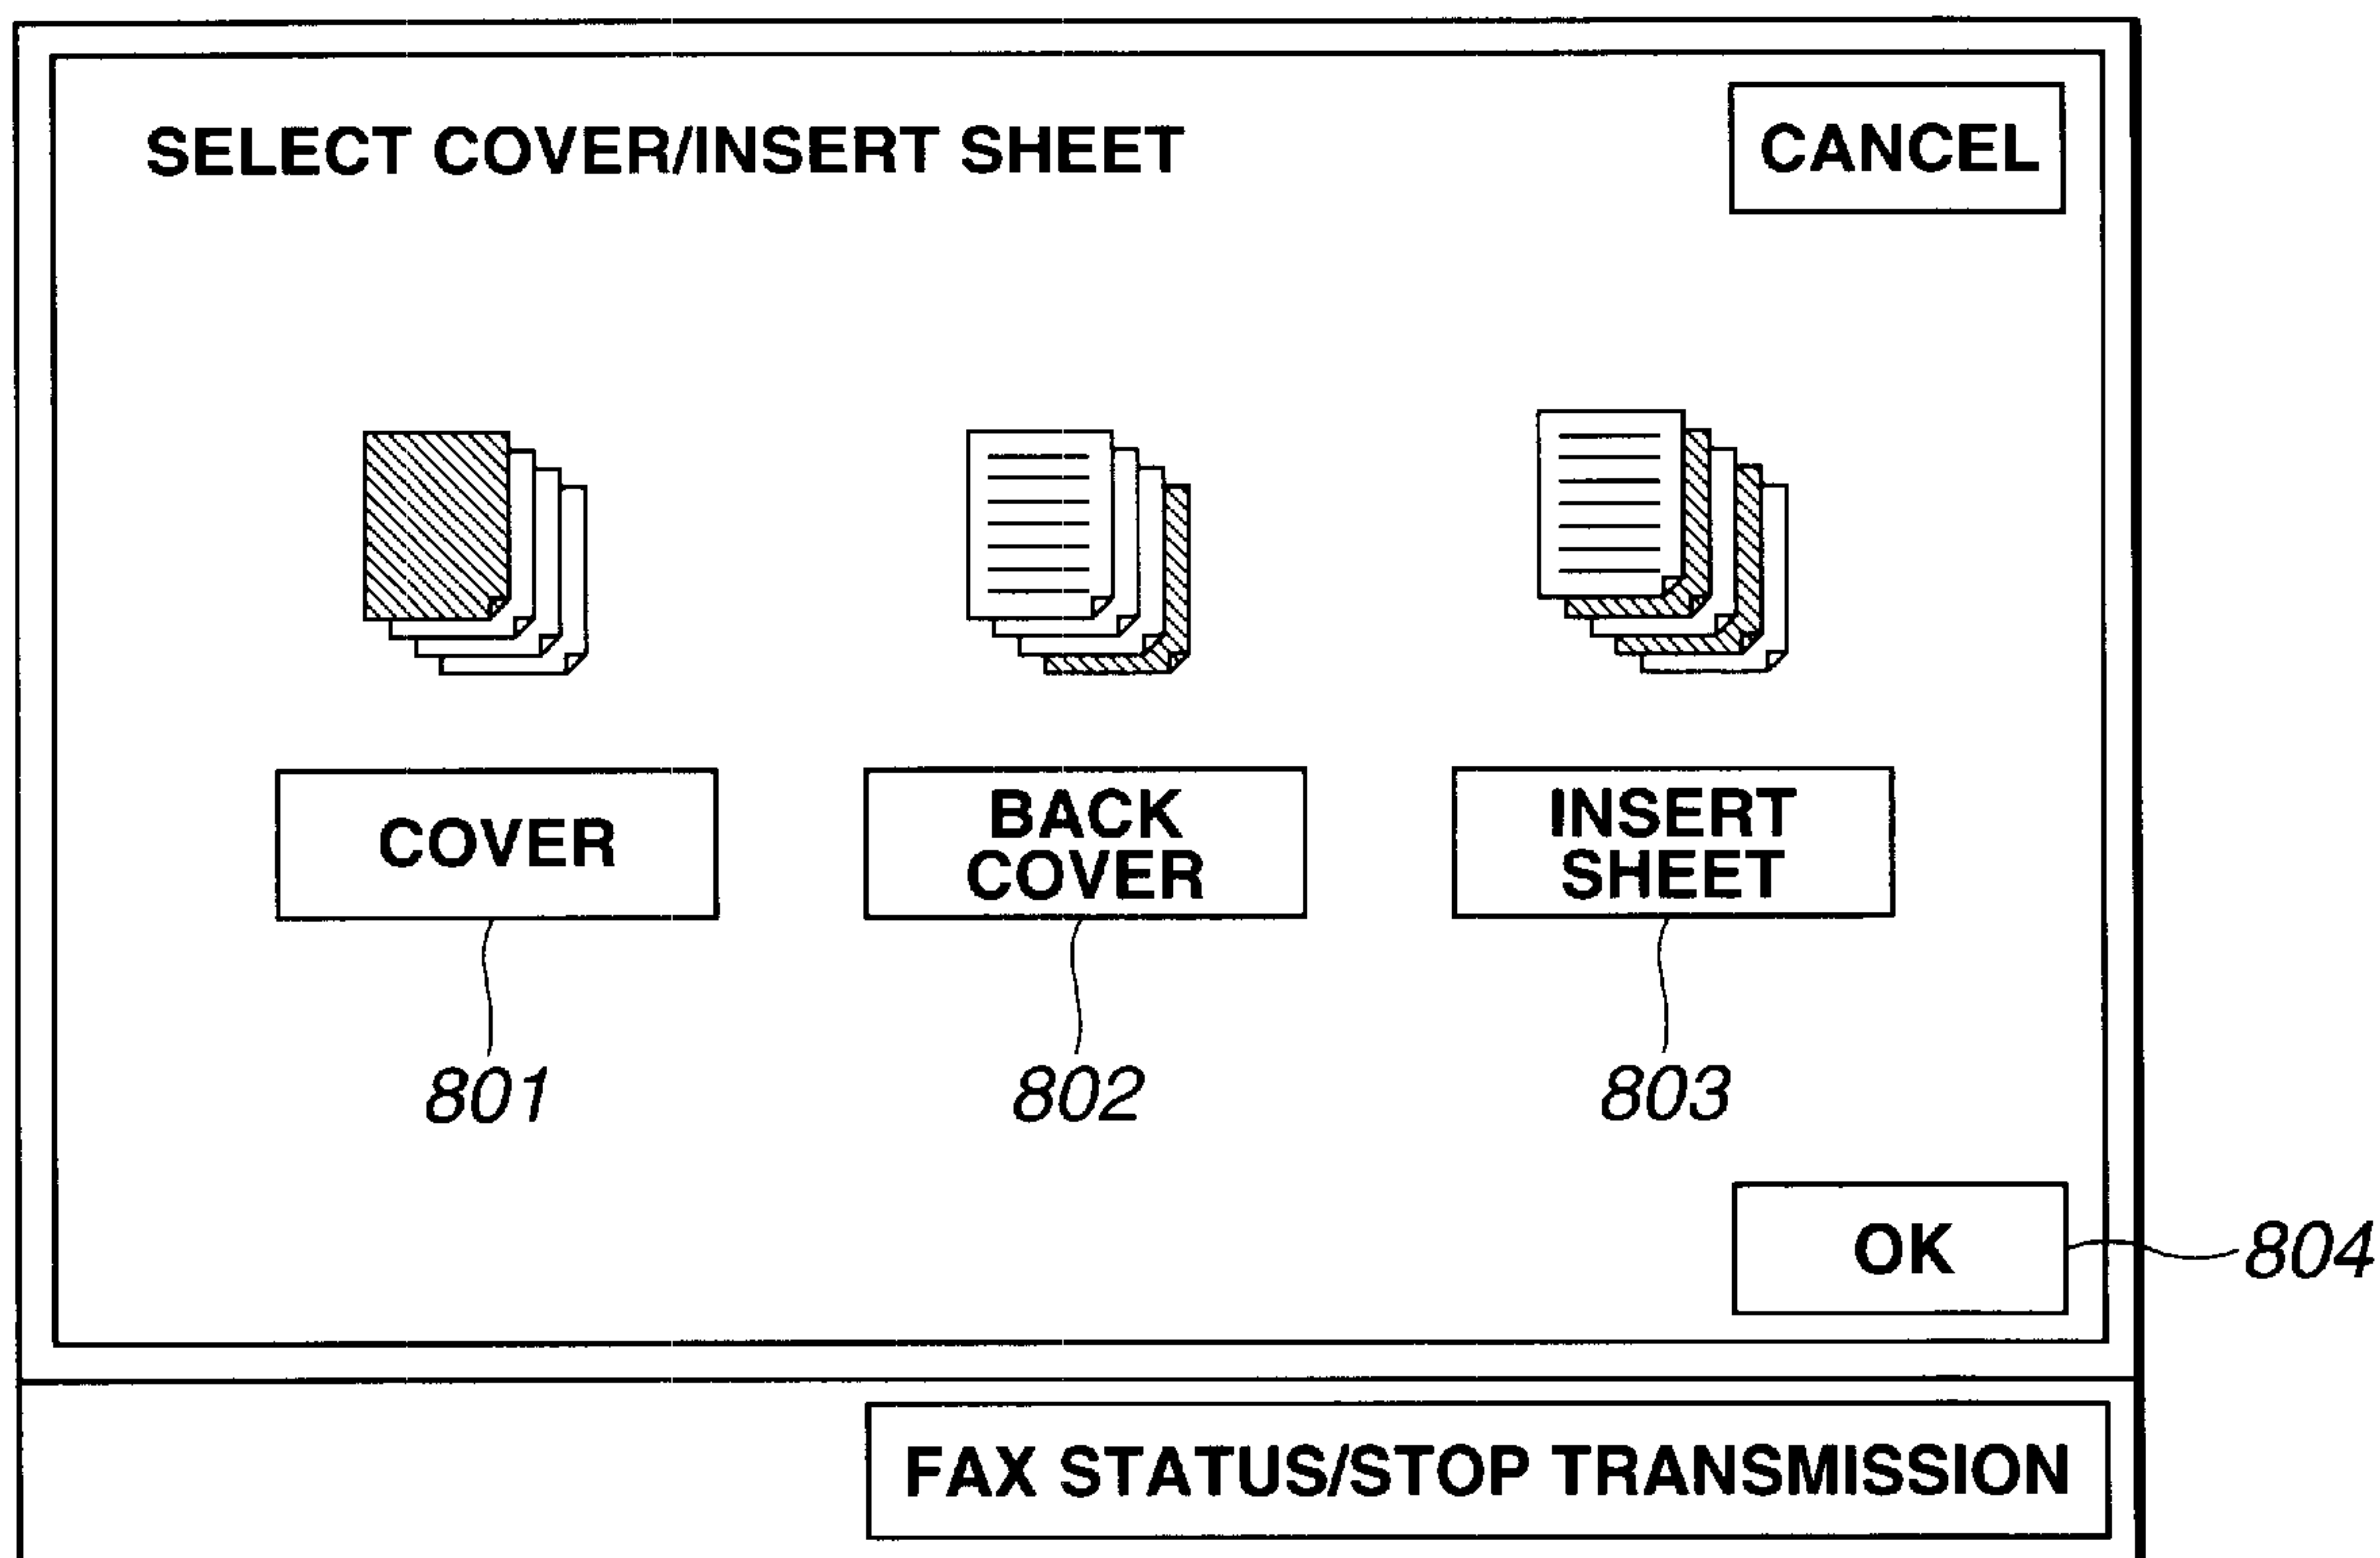 SELECT COVER/INSERT SHEET
CANCEL
COVER
BACK
COVER
INSERT
SHEET
801
802
803
OK
804
FAX STATUS/STOP TRANSMISSION